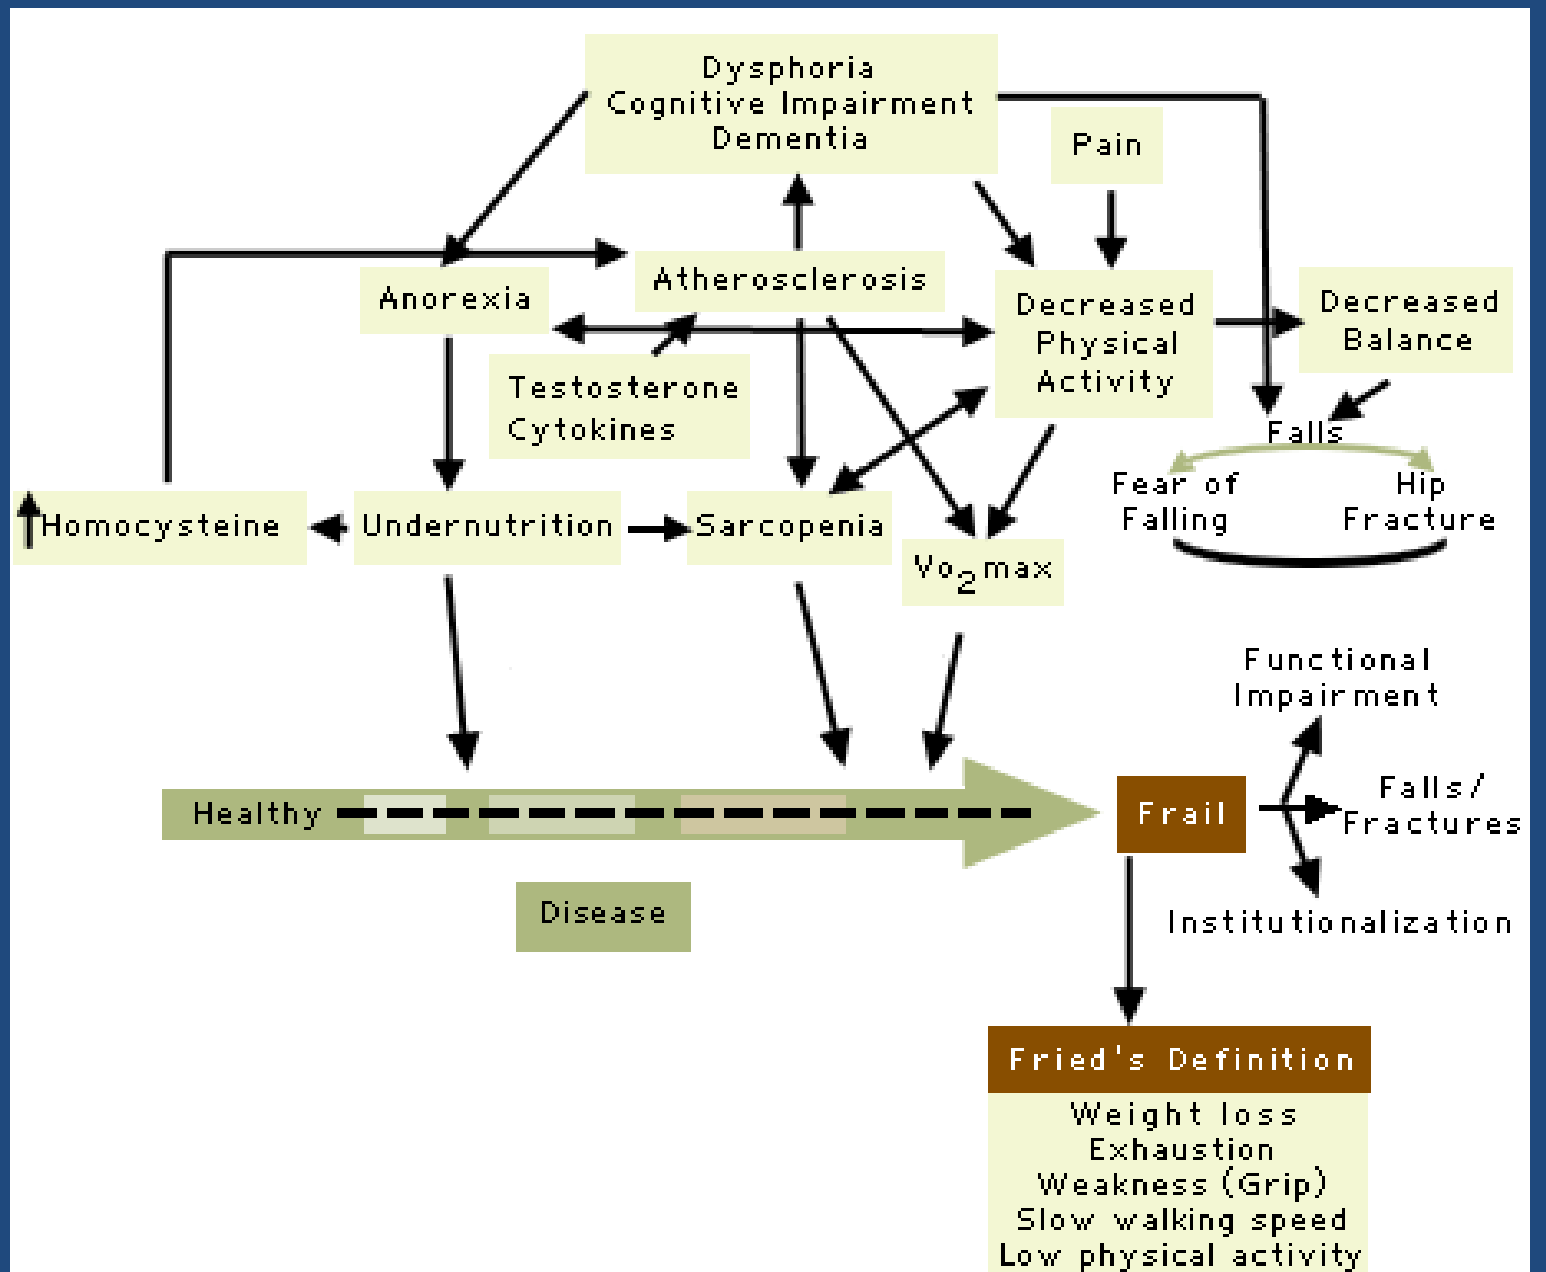 Dysphoria
Cognitive Impairment
Dementia
Pain
Anorexia
Atherosclerosis
Decreased
Physical
Activity
Decreased
Balance
Testosterone
Cytokines
Falls
Fear of
Falling
Hip
Fracture
Homocysteine
Undernutrition
Sarcopenia
Vo2max
Functional
Impairment
Healthy
Frail
Falls/
Fractures
Disease
Institutionalization
Fried's Definition
Weight loss
Exhaustion
Weakness (Grip)
Slow walking speed
Low physical activity